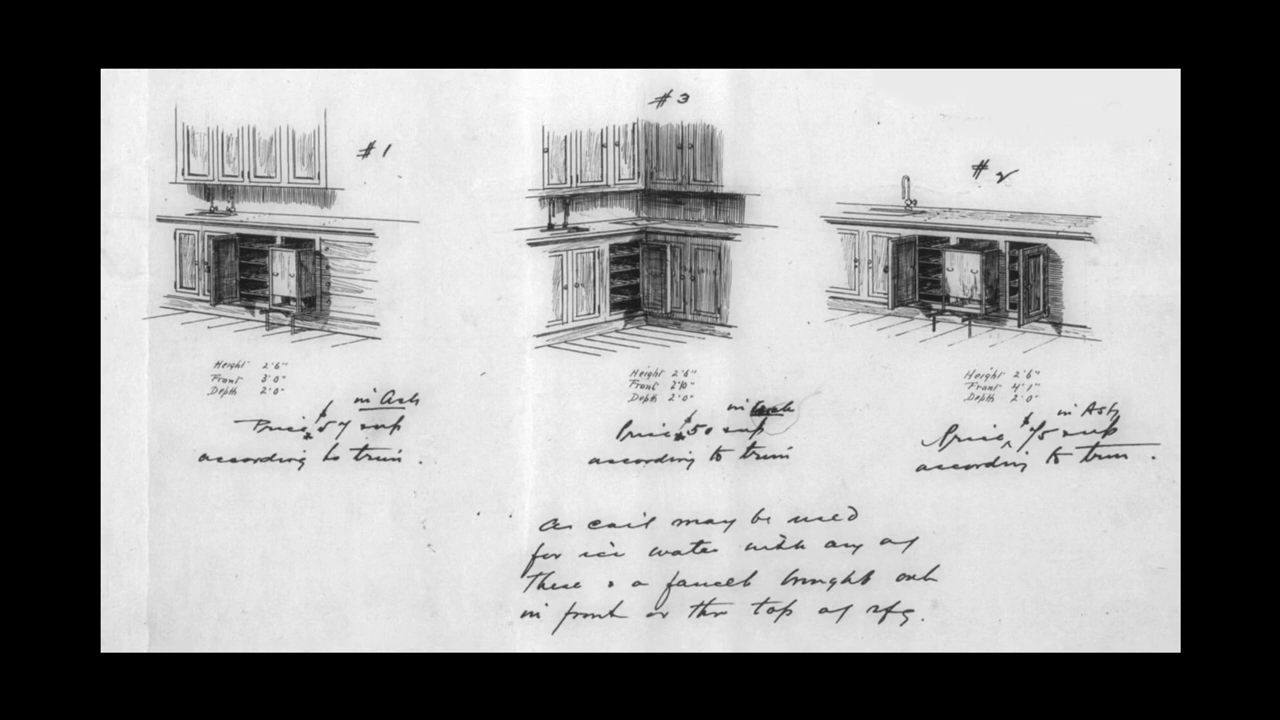 #1
Height 2'6"
Front 3'0"
Depth 2'0"
in Ash
Price $57 + up
according to trim.
#3
Height 2'6"
Front 2'10"
Depth 2'0"
in
Price $50 + up
according to trim
#2
Height 2'6"
Front 4'1"
Depth 2'0"
in Ash
Price $75 + up
according to trim.
A coil may be used
for ice water with any of
these & a faucet brought out
in front or thro top of rfg.